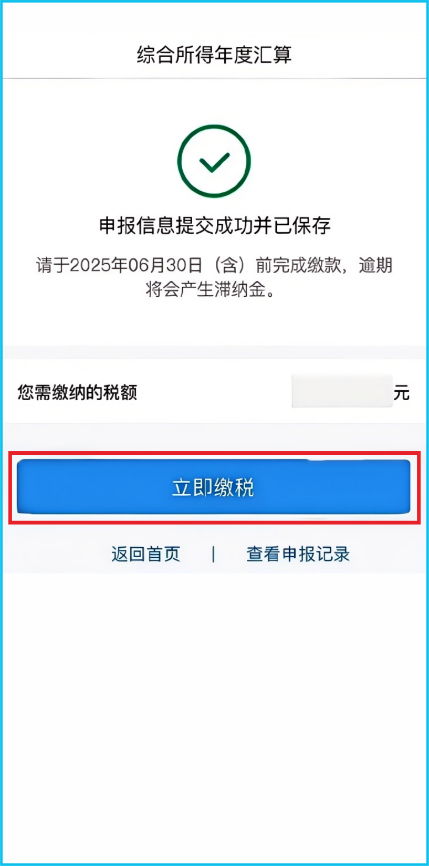 综合所得年度汇算
申报信息提交成功并已保存
请于2025年06月30日（含）前完成缴款，逾期
将会产生滞纳金。
您需缴纳的税额 元
立即缴税
返回首页 | 查看申报记录